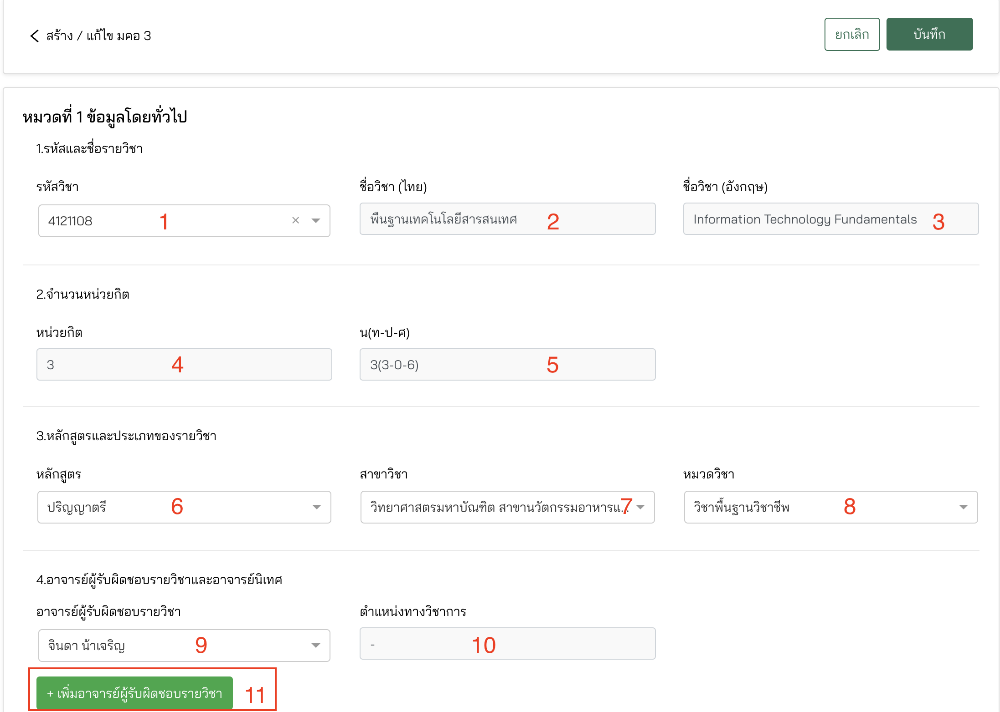 สร้าง / แก้ไข มคอ 3
ยกเลิก
บันทึก
หมวดที่ 1 ข้อมูลโดยทั่วไป
1.รหัสและชื่อรายวิชา
รหัสวิชา
ชื่อวิชา (ไทย)
ชื่อวิชา (อังกฤษ)
4121108 1
พื้นฐานเทคโนโลยีสารสนเทศ 2
Information Technology Fundamentals 3
2.จำนวนหน่วยกิต
หน่วยกิต
น(ท-ป-ศ)
3 4
3(3-0-6) 5
3.หลักสูตรและประเภทของรายวิชา
หลักสูตร
สาขาวิชา
หมวดวิชา
ปริญญาตรี 6
วิทยาศาสตรมหาบัณฑิต สาขานวัตกรรมอาหารแ... 7
วิชาพื้นฐานวิชาชีพ 8
4.อาจารย์ผู้รับผิดชอบรายวิชาและอาจารย์นิเทศ
อาจารย์ผู้รับผิดชอบรายวิชา
ตำแหน่งทางวิชาการ
จินดา น้าเจริญ 9
- 10
+ เพิ่มอาจารย์ผู้รับผิดชอบรายวิชา 11